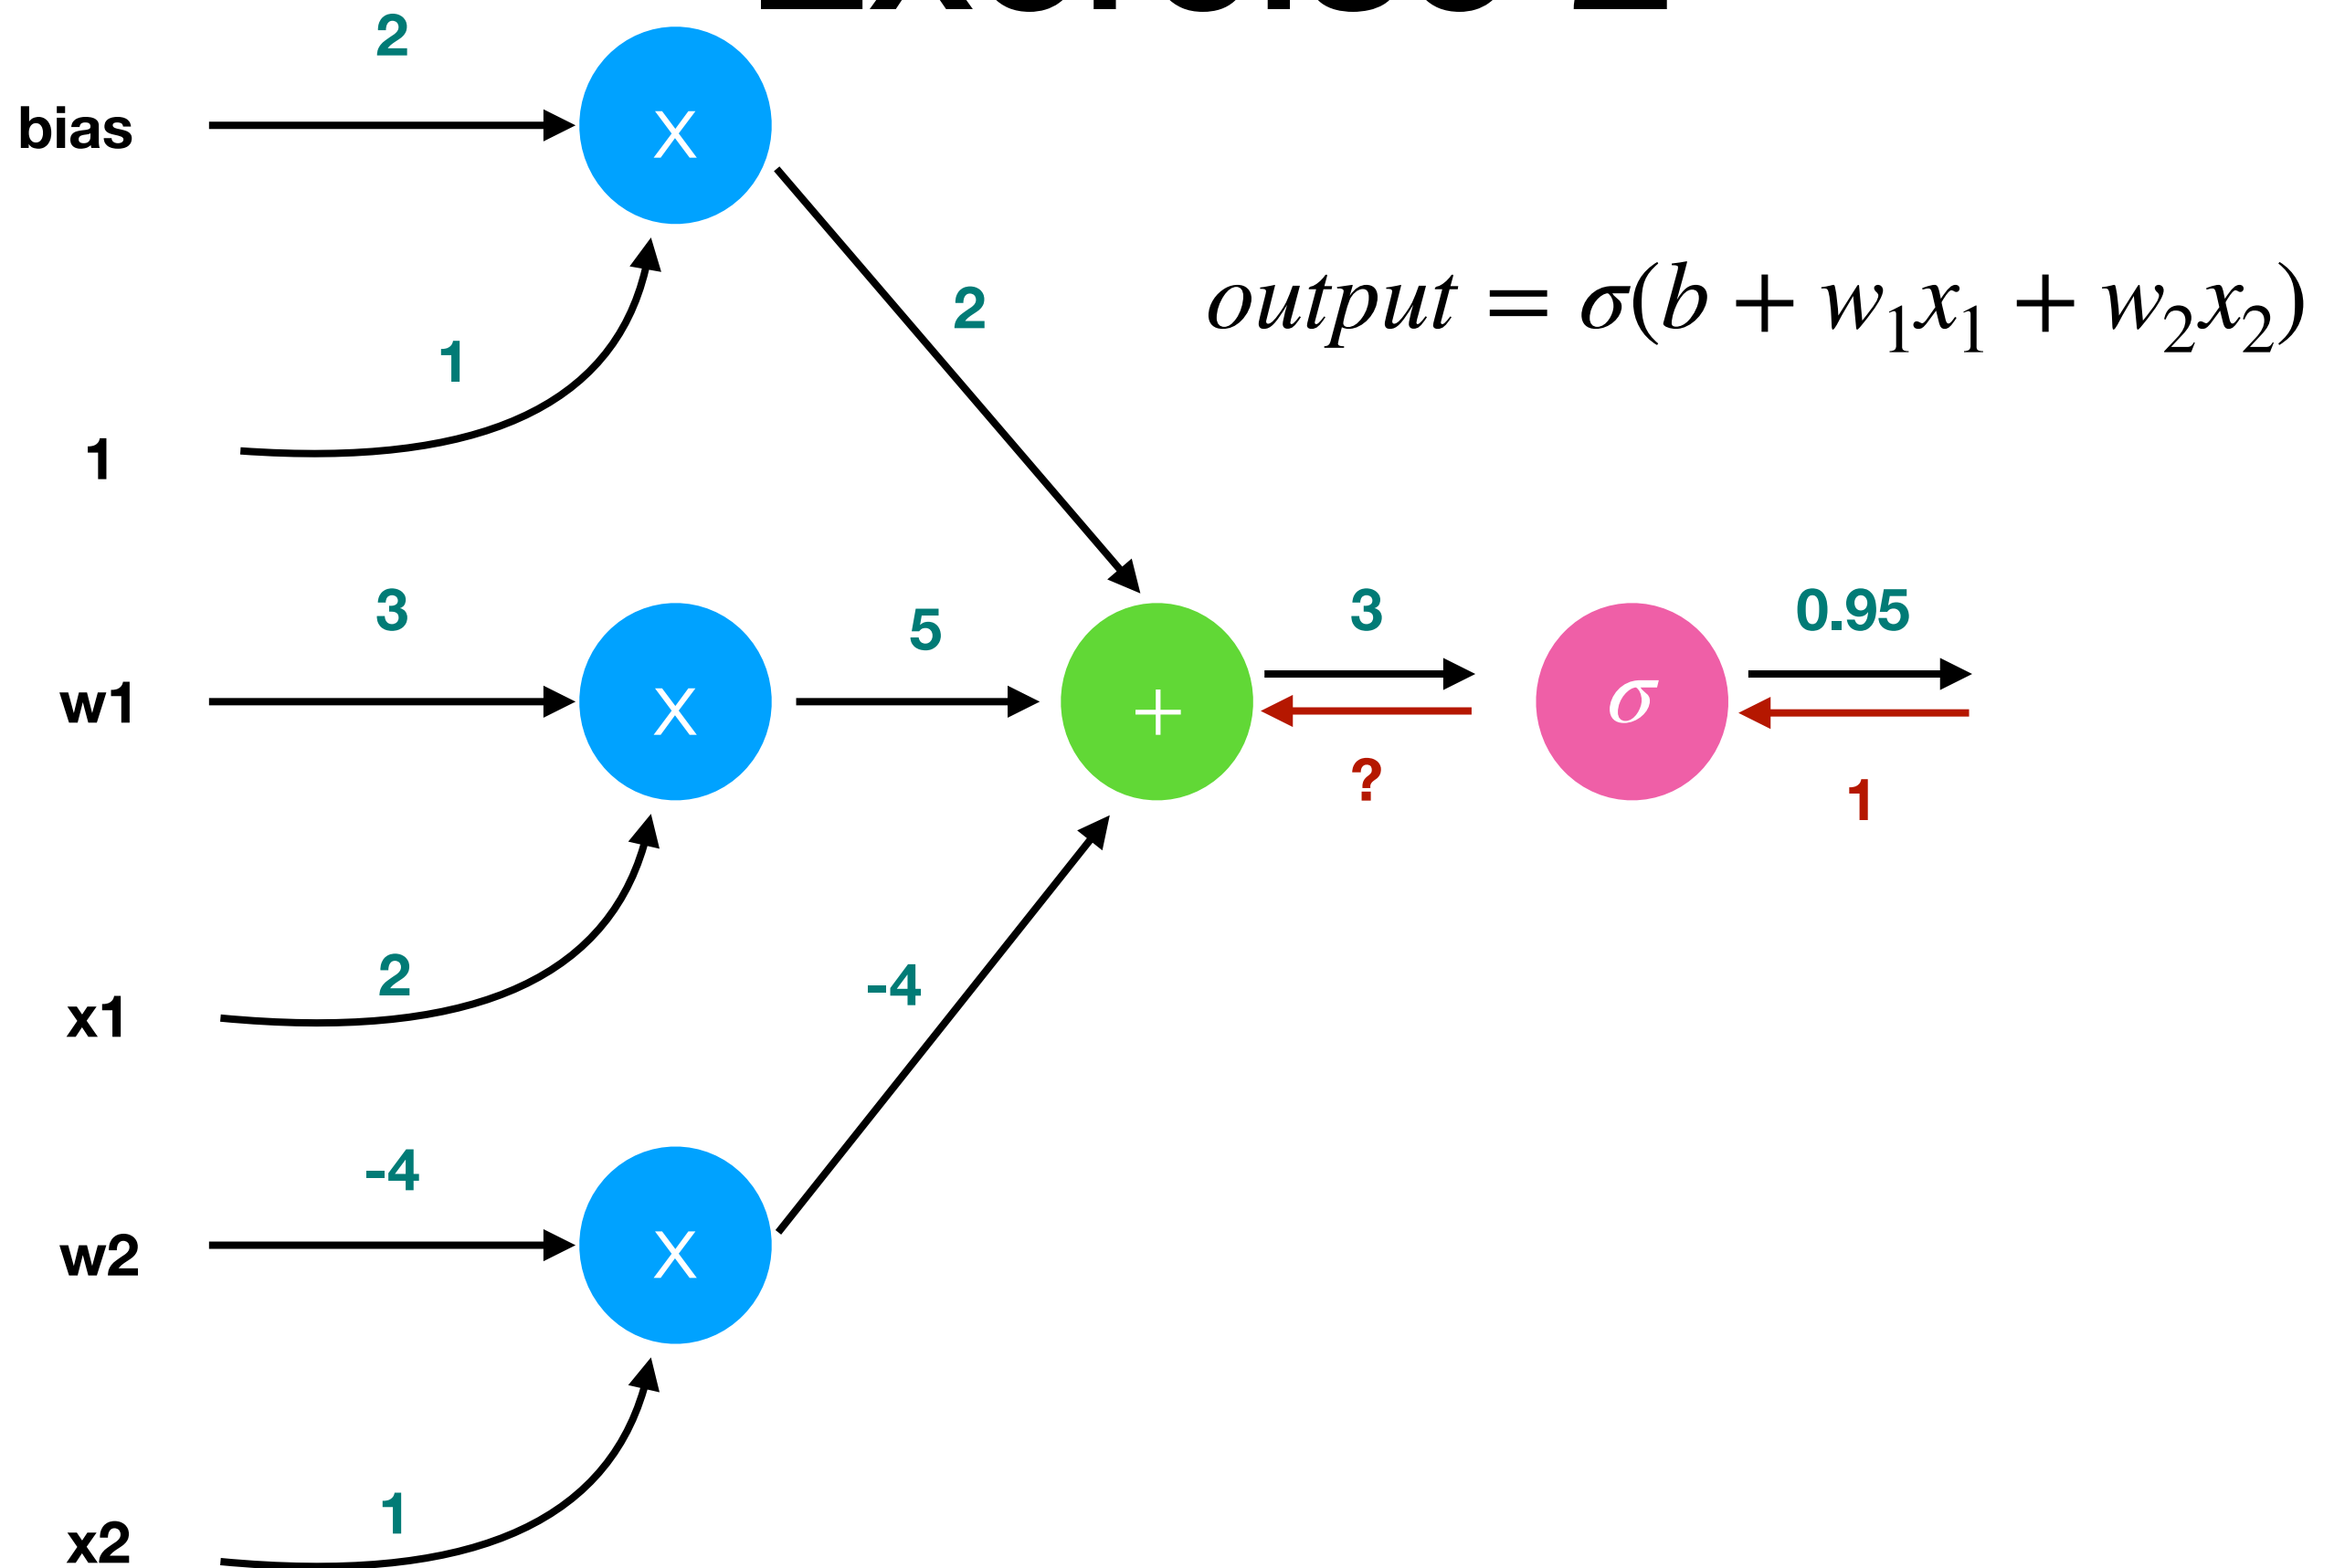 2
bias
X
1
2
output = σ(b + w₁x₁ + w₂x₂)
1
3
5
3
0.95
w1
X
+
σ
?
1
2
-4
x1
-4
w2
X
1
x2